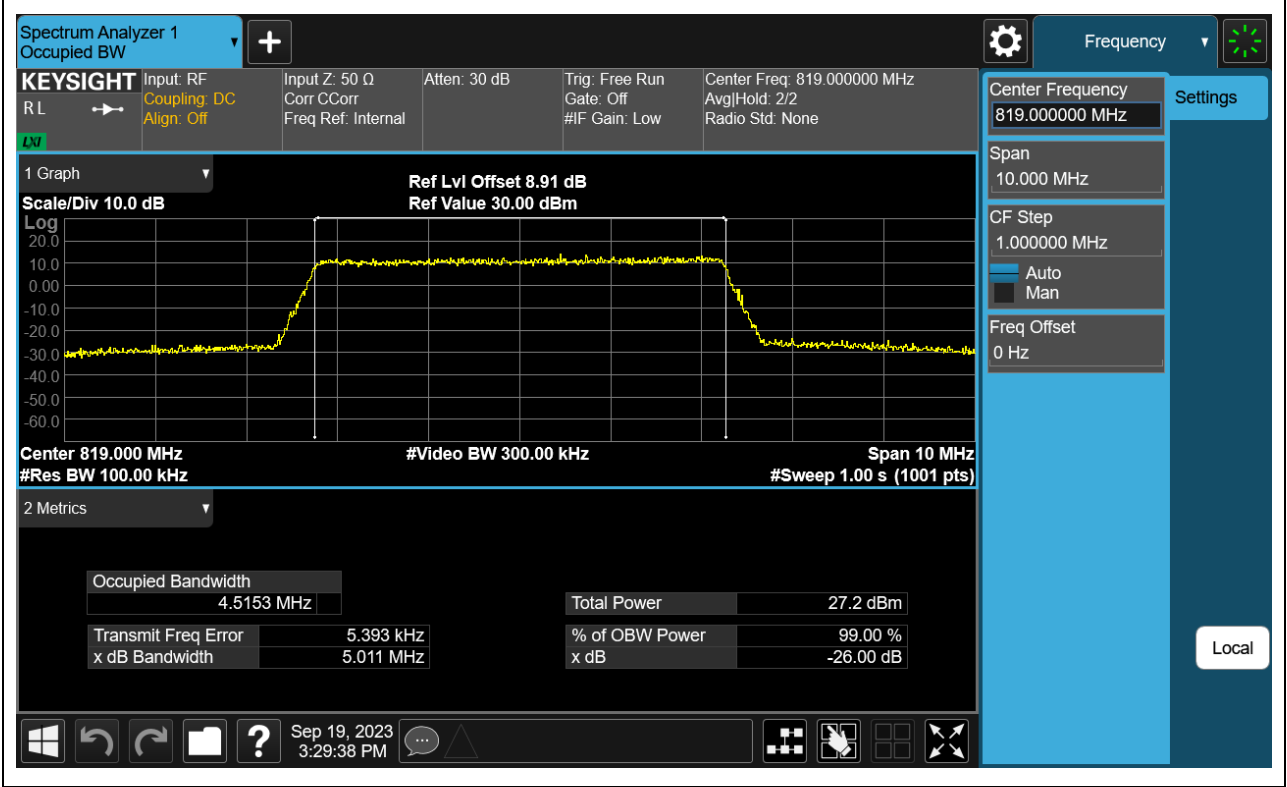 Spectrum Analyzer 1
Occupied BW
Frequency
KEYSIGHT
R L
LXI
Input: RF
Coupling: DC
Align: Off
Input Z: 50 Ω
Corr CCorr
Freq Ref: Internal
Atten: 30 dB
Trig: Free Run
Gate: Off
#IF Gain: Low
Center Freq: 819.000000 MHz
Avg|Hold: 2/2
Radio Std: None
Center Frequency
819.000000 MHz
Settings
Span
10.000 MHz
CF Step
1.000000 MHz
Auto
Man
Freq Offset
0 Hz
Local
1 Graph
Ref Lvl Offset 8.91 dB
Scale/Div 10.0 dB
Ref Value 30.00 dBm
Log
20.0
10.0
0.00
-10.0
-20.0
-30.0
-40.0
-50.0
-60.0
Center 819.000 MHz
#Video BW 300.00 kHz
Span 10 MHz
#Res BW 100.00 kHz
#Sweep 1.00 s (1001 pts)
2 Metrics
Occupied Bandwidth
4.5153 MHz
Total Power 27.2 dBm
Transmit Freq Error 5.393 kHz
% of OBW Power 99.00 %
x dB Bandwidth 5.011 MHz
x dB -26.00 dB
?
Sep 19, 2023
3:29:38 PM